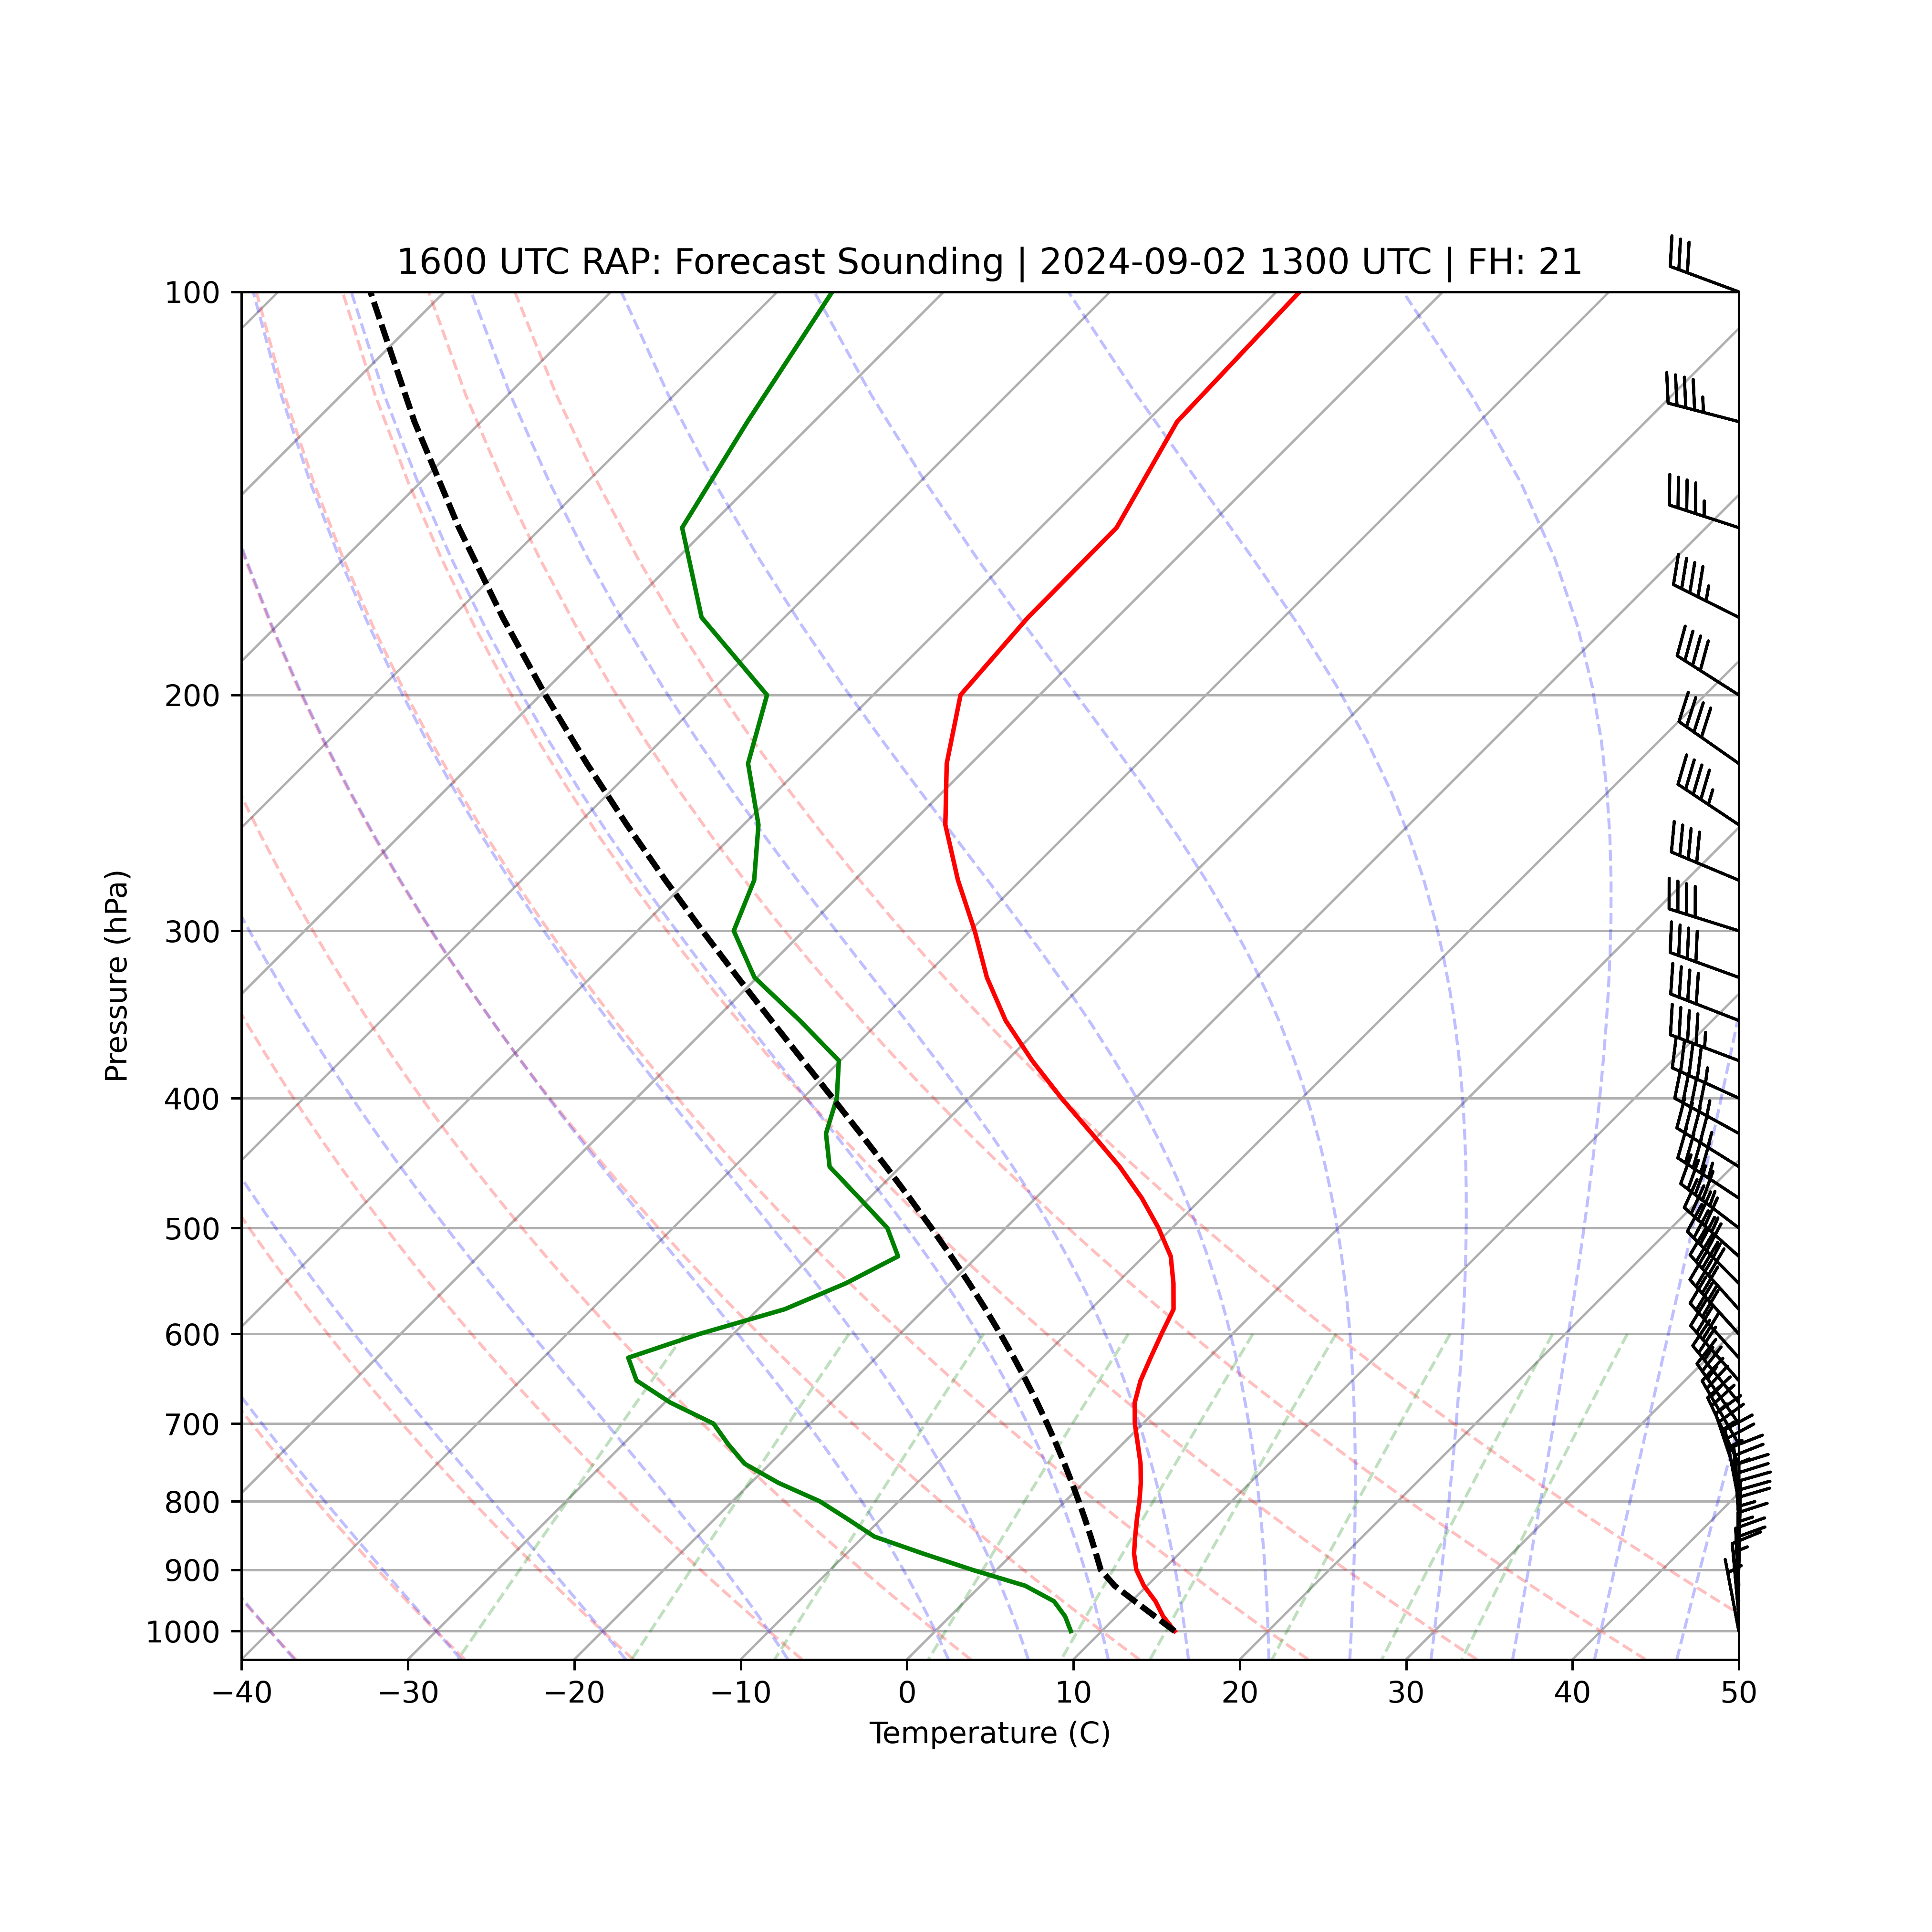 1600 UTC RAP: Forecast Sounding | 2024-09-02 1300 UTC | FH: 21
100
200
300
400
500
600
700
800
900
1000
Pressure (hPa)
−40 −30 −20 −10 0 10 20 30 40 50
Temperature (C)